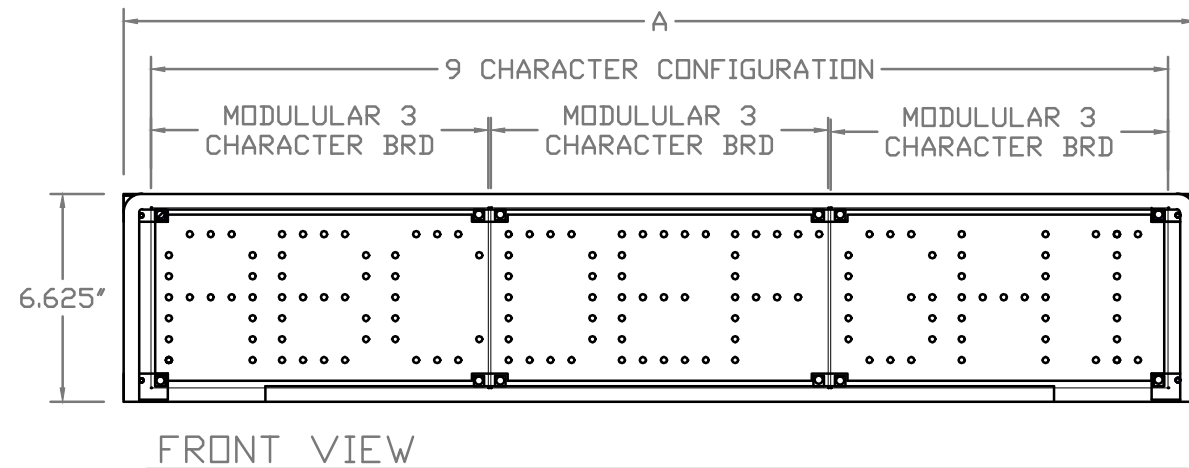 A
9 CHARACTER CONFIGURATION
MODULULAR 3
CHARACTER BRD
MODULULAR 3
CHARACTER BRD
MODULULAR 3
CHARACTER BRD
6.625"
ABCDEFGHI
FRONT VIEW